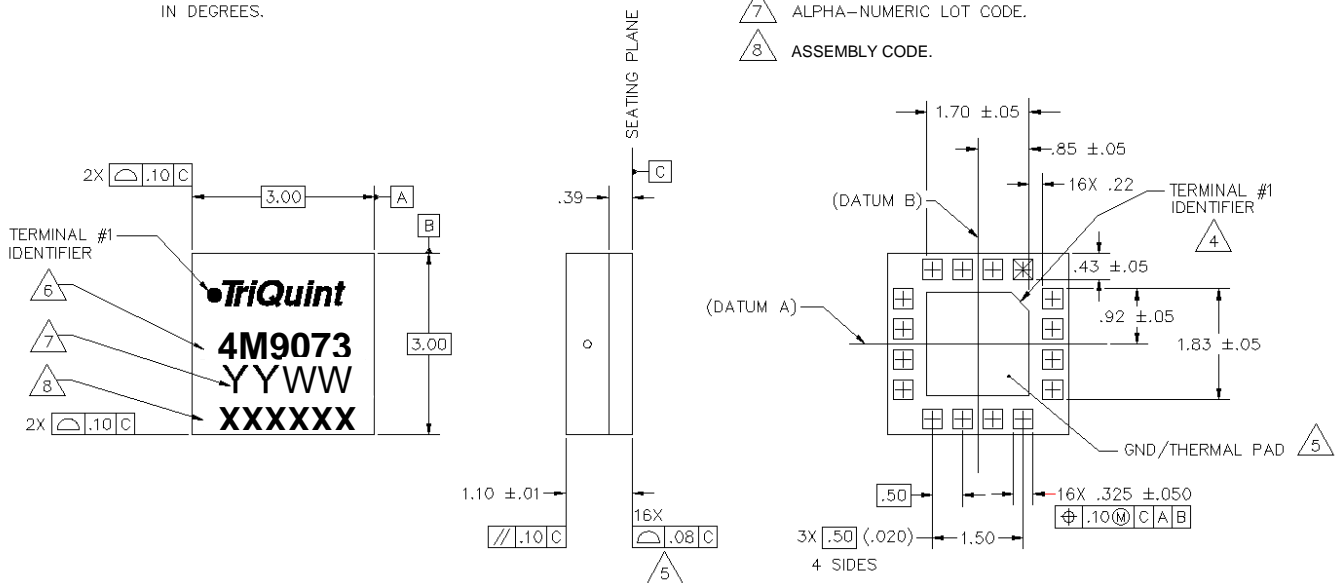 IN DEGREES.
7 ALPHA-NUMERIC LOT CODE.
8 ASSEMBLY CODE.
SEATING PLANE
2X ⌓ .10 C
3.00
A
B
TERMINAL #1
IDENTIFIER
6
7
8
TriQuint
4M9073
YYWW
XXXXXX
3.00
2X ⌓ .10 C
.39
C
1.10 ±.01
// .10 C
16X
⌓ .08 C
5
1.70 ±.05
.85 ±.05
16X .22
TERMINAL #1
IDENTIFIER
4
(DATUM B)
.43 ±.05
(DATUM A)
.92 ±.05
1.83 ±.05
GND/THERMAL PAD 5
.50
16X .325 ±.050
⌖ .10 Ⓜ C A B
3X .50 (.020)
1.50
4 SIDES